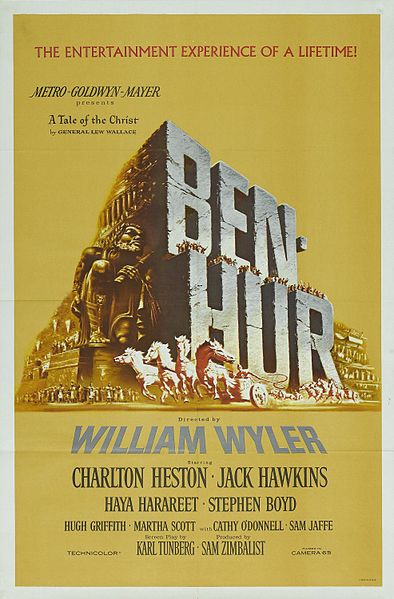 THE ENTERTAINMENT EXPERIENCE OF A LIFETIME!
METRO-GOLDWYN-MAYER
presents
A Tale of the Christ
by GENERAL LEW WALLACE
BEN-
HUR
Directed by
WILLIAM WYLER
Starring
CHARLTON HESTON · JACK HAWKINS
HAYA HARAREET · STEPHEN BOYD
HUGH GRIFFITH · MARTHA SCOTT with CATHY O'DONNELL · SAM JAFFE
Screen Play by Produced by
KARL TUNBERG · SAM ZIMBALIST
TECHNICOLOR®
CAMERA 65